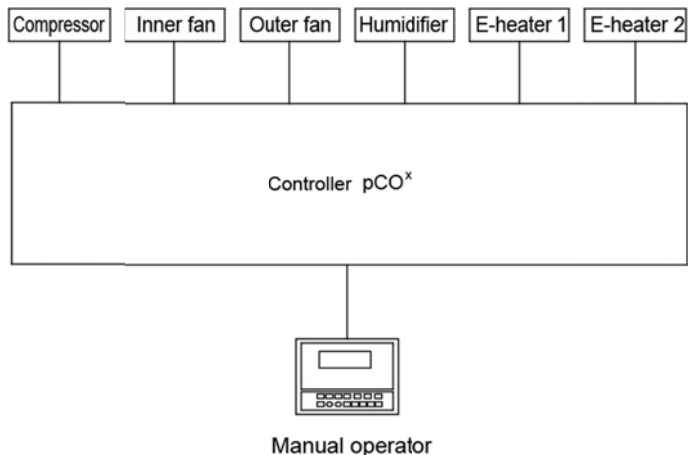 Compressor Inner fan Outer fan Humidifier E-heater 1 E-heater 2
Controller pCOˣ
Manual operator